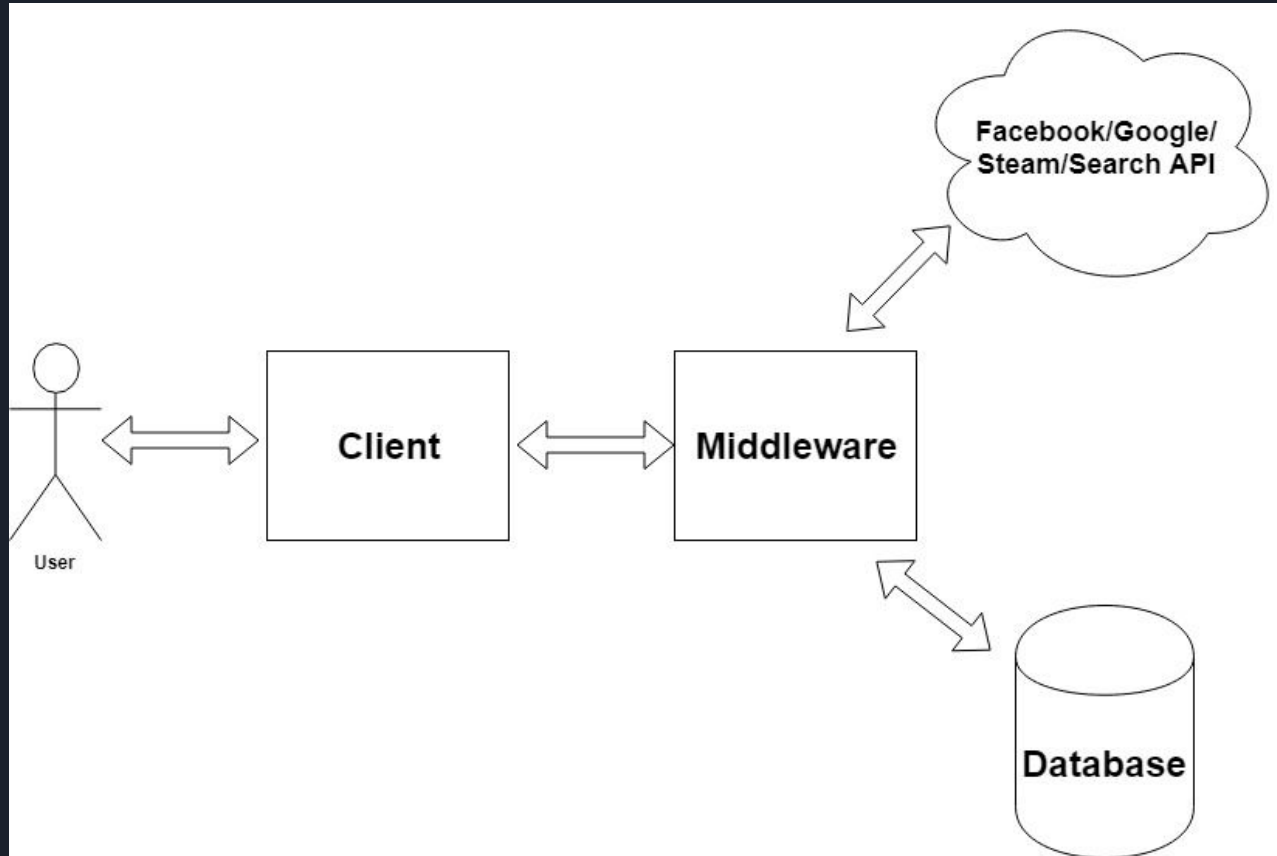 Facebook/Google/
Steam/Search API
Client
Middleware
User
Database